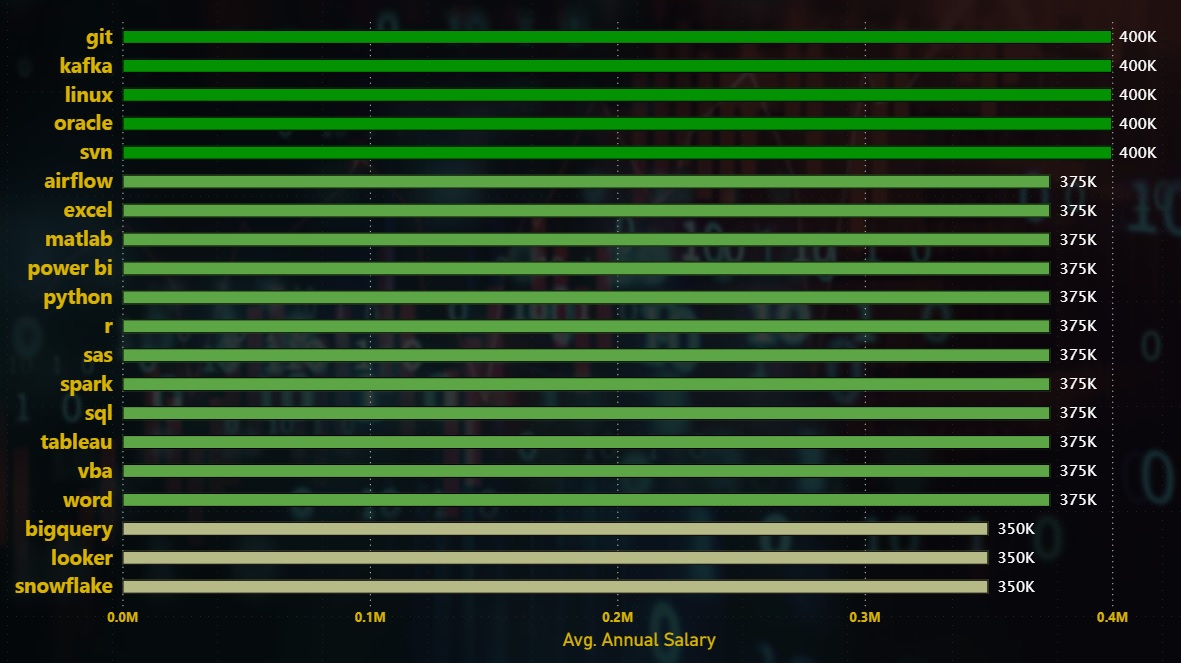 git 400K
kafka 400K
linux 400K
oracle 400K
svn 400K
airflow 375K
excel 375K
matlab 375K
power bi 375K
python 375K
r 375K
sas 375K
spark 375K
sql 375K
tableau 375K
vba 375K
word 375K
bigquery 350K
looker 350K
snowflake 350K
0.0M 0.1M 0.2M 0.3M 0.4M
Avg. Annual Salary